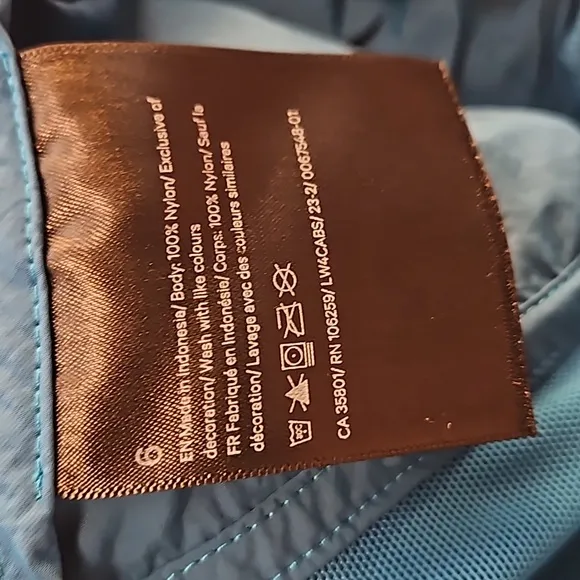 6
EN Made in Indonesia/ Body: 100% Nylon/ Exclusive of
decoration/ Wash with like colours
FR Fabriqué en Indonésie/ Corps: 100% Nylon/ Sauf la
décoration/ Lavage avec des couleurs similaires
CA 35801/ RN 106259/ LW4CABS/ 23-2/ 0067548-01